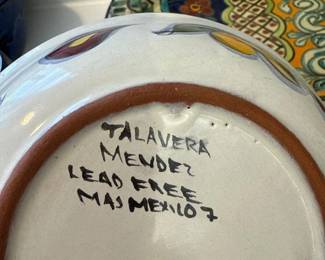 TALAVERA
MENDEZ
LEAD FREE
MAS MEXICO 7